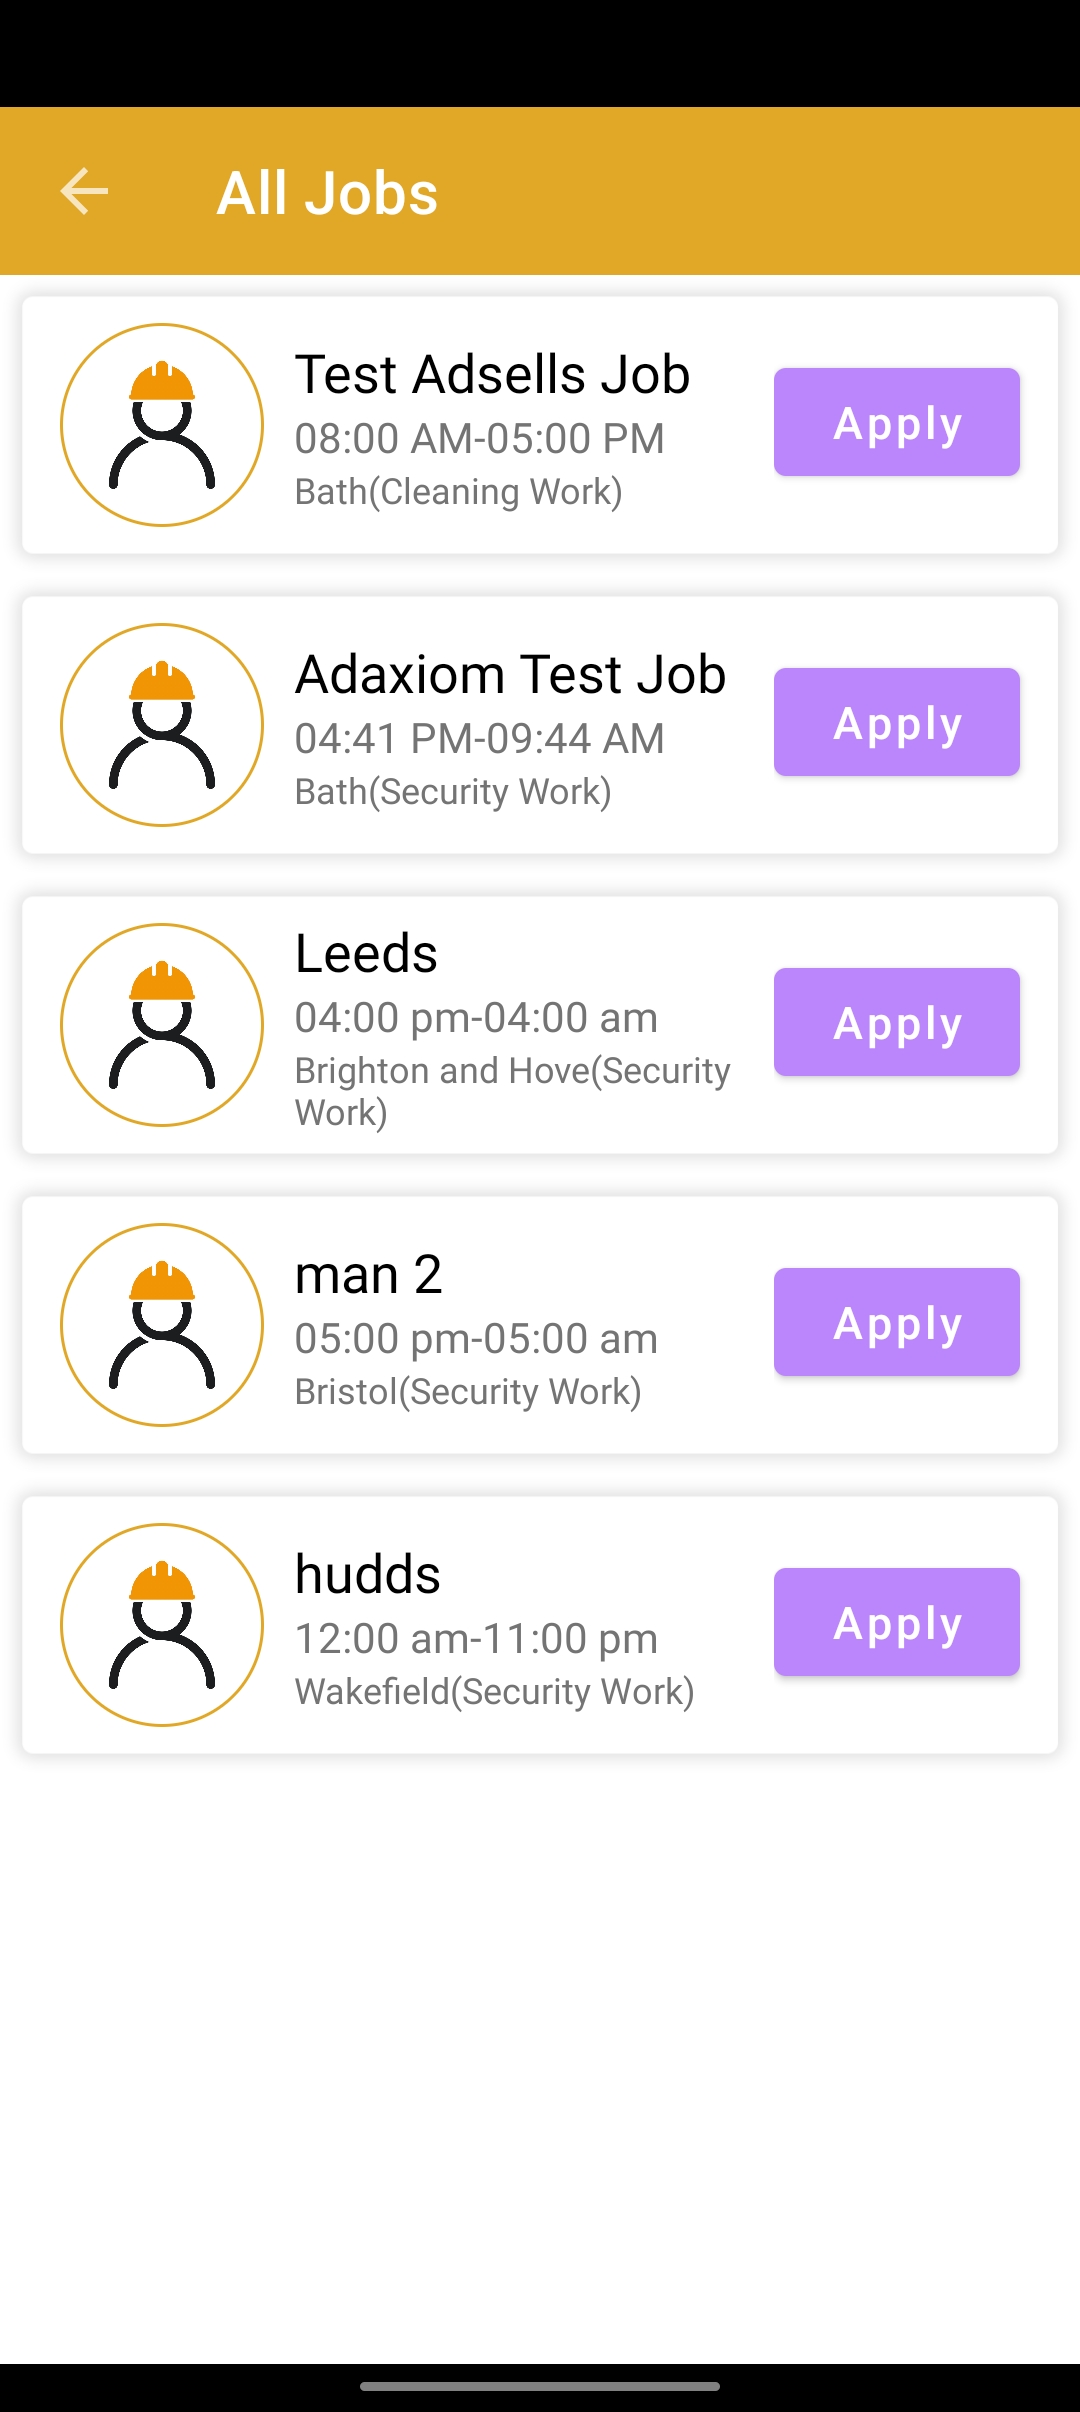 All Jobs
Test Adsells Job
08:00 AM-05:00 PM
Bath(Cleaning Work)
Apply
Adaxiom Test Job
04:41 PM-09:44 AM
Bath(Security Work)
Apply
Leeds
04:00 pm-04:00 am
Brighton and Hove(Security
Work)
Apply
man 2
05:00 pm-05:00 am
Bristol(Security Work)
Apply
hudds
12:00 am-11:00 pm
Wakefield(Security Work)
Apply